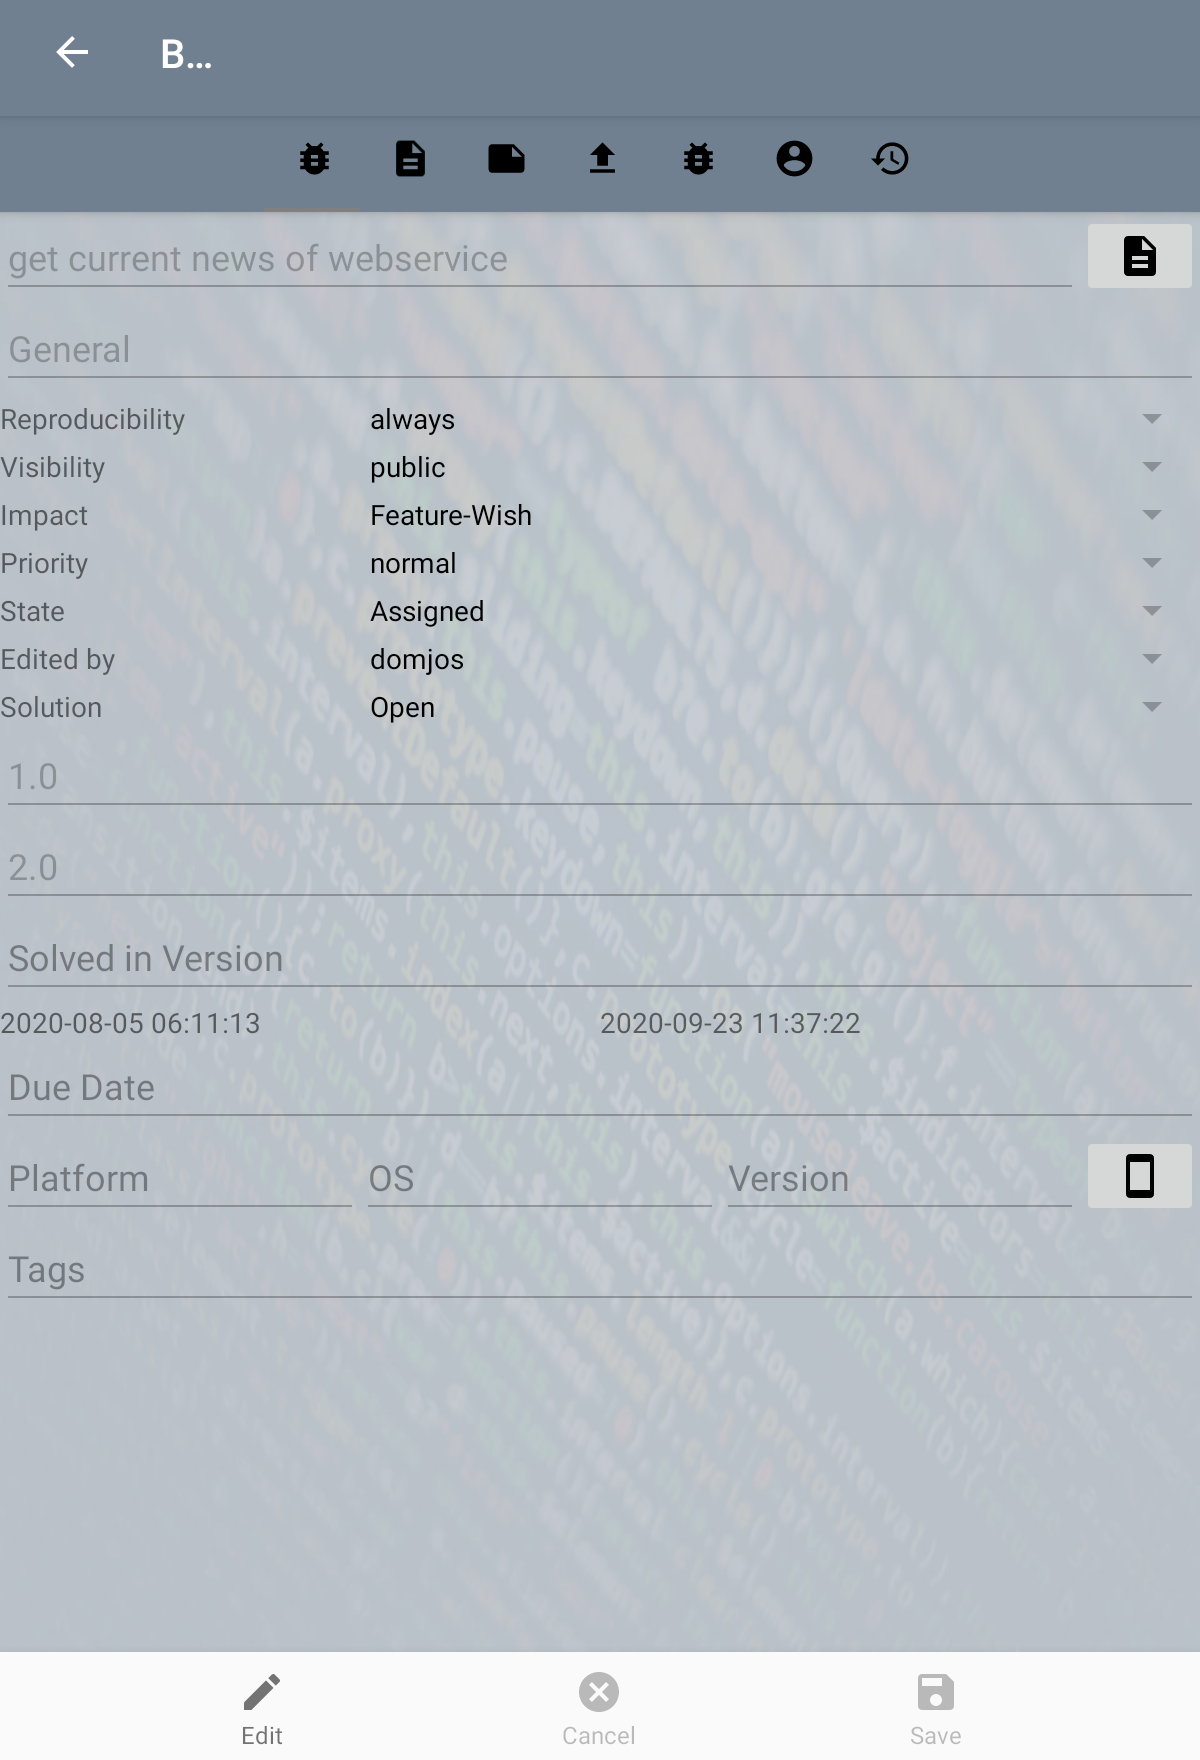 B...
get current news of webservice
General
Reproducibility always
Visibility public
Impact Feature-Wish
Priority normal
State Assigned
Edited by domjos
Solution Open
1.0
2.0
Solved in Version
2020-08-05 06:11:13 2020-09-23 11:37:22
Due Date
Platform OS Version
Tags
Edit Cancel Save